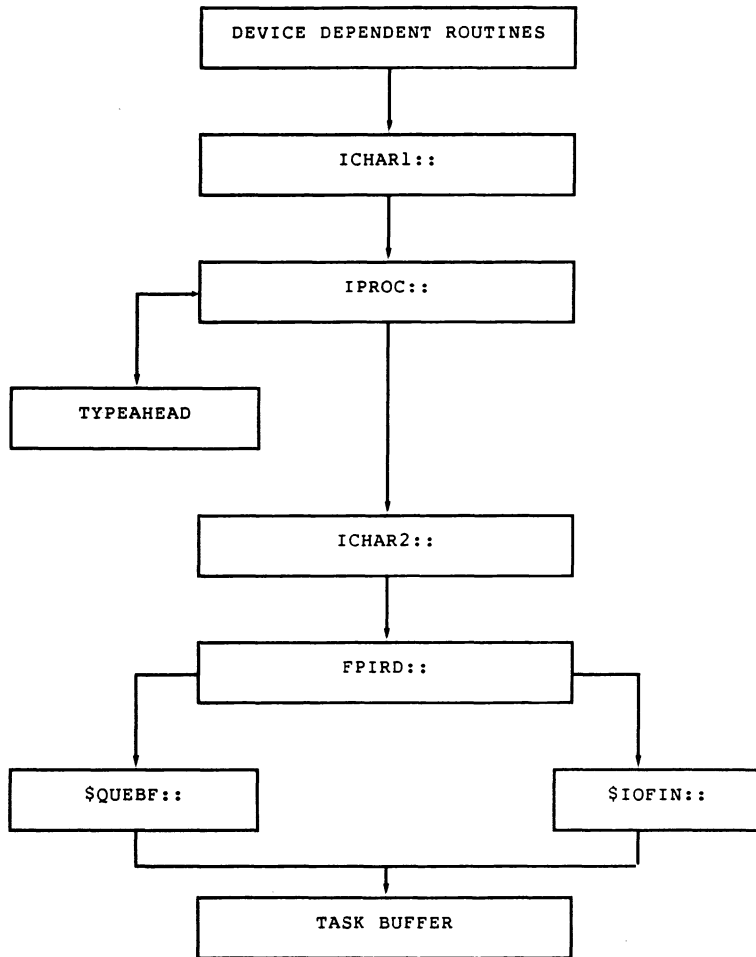 DEVICE DEPENDENT ROUTINES
ICHAR1::
IPROC::
TYPEAHEAD
ICHAR2::
FPIRD::
$QUEBF::
$IOFIN::
TASK BUFFER